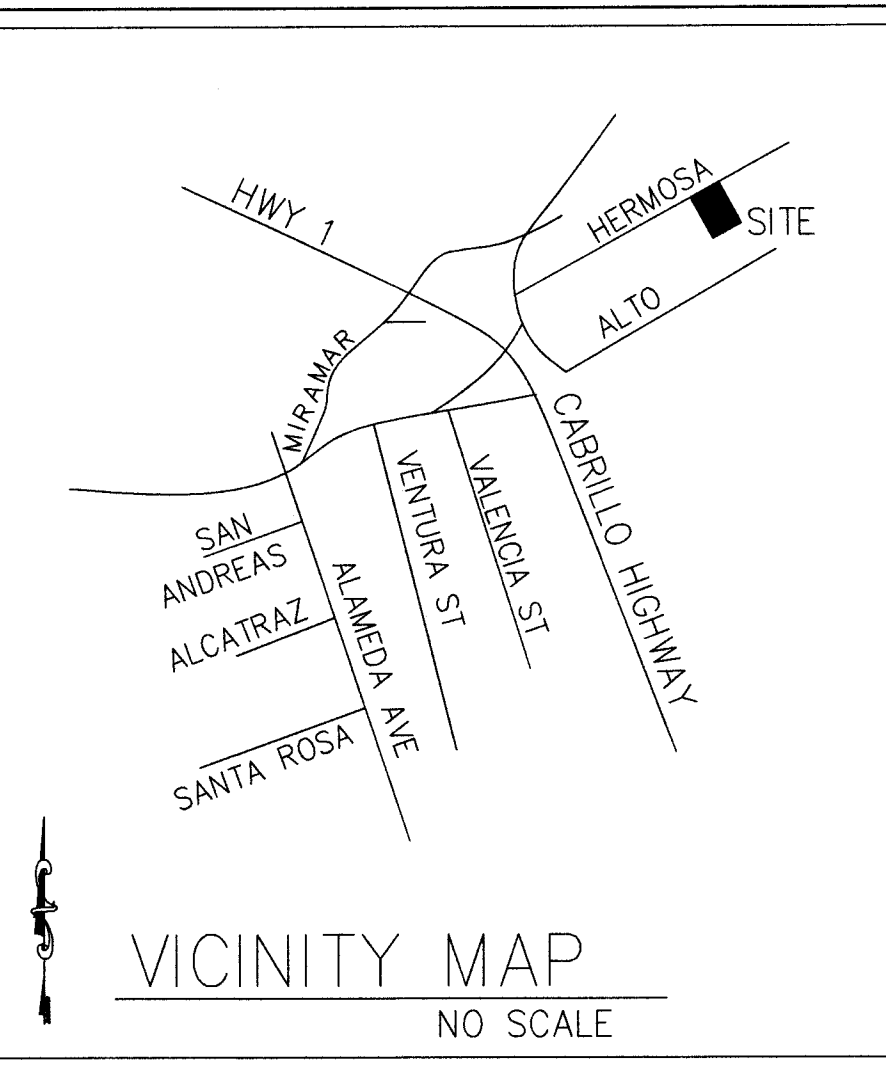 HWY 1
HERMOSA
SITE
ALTO
MIRAMAR
CABRILLO HIGHWAY
VENTURA ST
VALENCIA ST
SAN
ANDREAS
ALCATRAZ
ALAMEDA AVE
SANTA ROSA
VICINITY MAP
NO SCALE